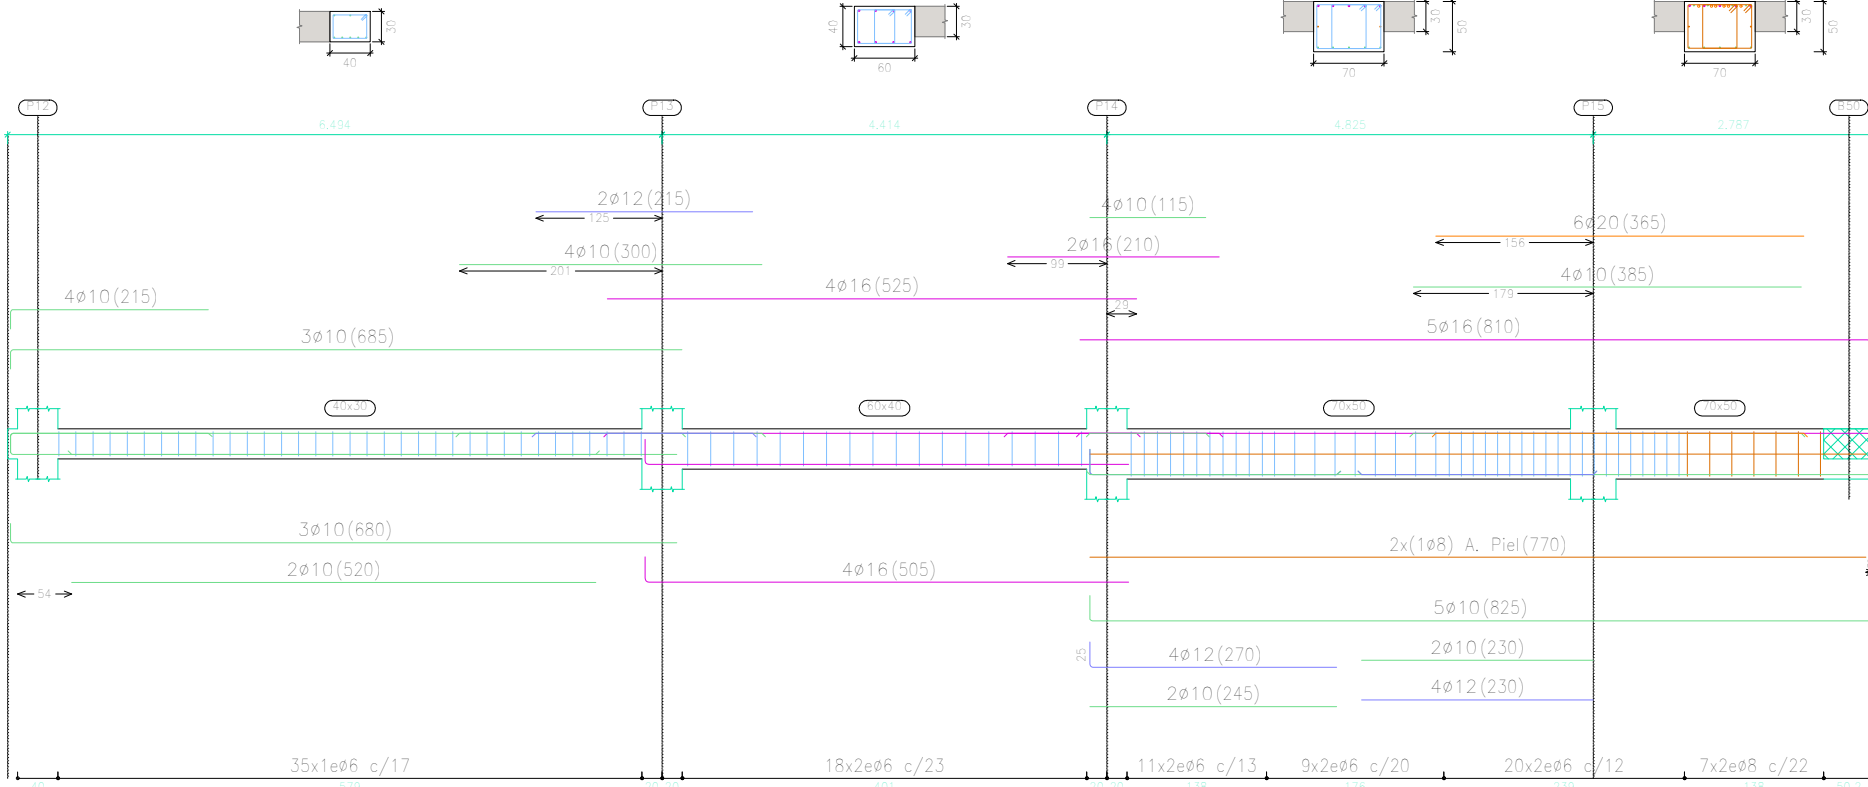 30
40
40
30
60
30
50
70
30
50
70
P12
P13
P14
P15
B50
6,494
4,414
4,825
2,787
2ø12(215)
125
4ø10(115)
6ø20(365)
156
4ø10(300)
201
2ø16(210)
99
4ø10(385)
179
4ø16(525)
29
4ø10(215)
5ø16(810)
3ø10(685)
40x30
60x40
70x50
70x50
3ø10(680)
2x(1ø8) A. Piel(770)
2ø10(520)
54
4ø16(505)
5ø10(825)
25
4ø12(270)
2ø10(230)
2ø10(245)
4ø12(230)
35x1eø6 c/17
18x2eø6 c/23
11x2eø6 c/13
9x2eø6 c/20
20x2eø6 c/12
7x2eø8 c/22